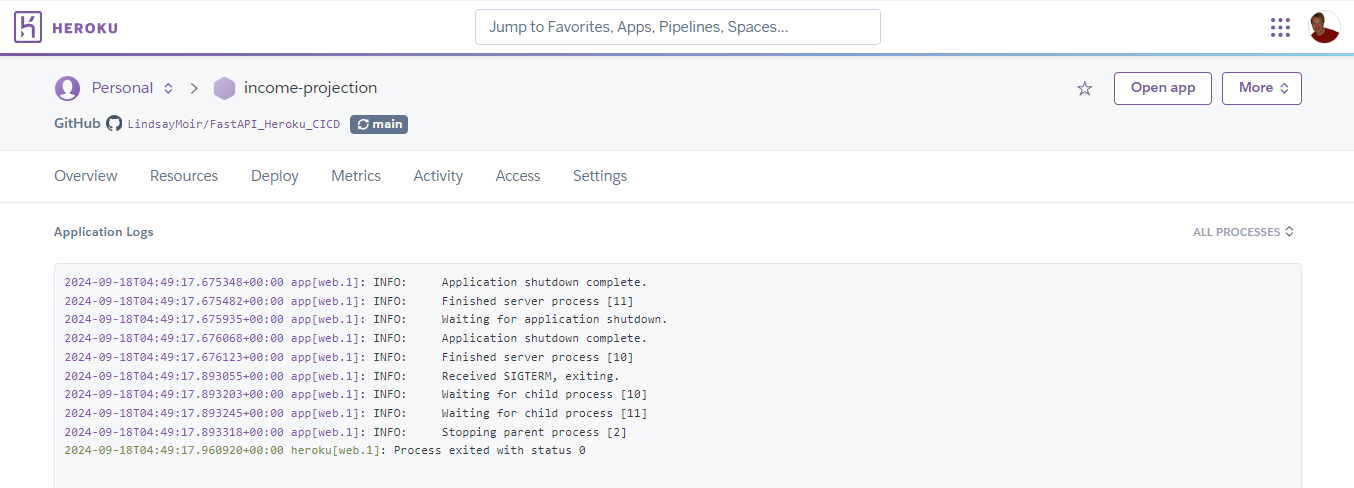 HEROKU
Jump to Favorites, Apps, Pipelines, Spaces...
Personal income-projection
Open app
More
GitHub LindsayMoir/FastAPI_Heroku_CICD main
Overview Resources Deploy Metrics Activity Access Settings
Application Logs
ALL PROCESSES
2024-09-18T04:49:17.675348+00:00 app[web.1]: INFO:     Application shutdown complete.
2024-09-18T04:49:17.675482+00:00 app[web.1]: INFO:     Finished server process [11]
2024-09-18T04:49:17.675935+00:00 app[web.1]: INFO:     Waiting for application shutdown.
2024-09-18T04:49:17.676068+00:00 app[web.1]: INFO:     Application shutdown complete.
2024-09-18T04:49:17.676123+00:00 app[web.1]: INFO:     Finished server process [10]
2024-09-18T04:49:17.893055+00:00 app[web.1]: INFO:     Received SIGTERM, exiting.
2024-09-18T04:49:17.893203+00:00 app[web.1]: INFO:     Waiting for child process [10]
2024-09-18T04:49:17.893245+00:00 app[web.1]: INFO:     Waiting for child process [11]
2024-09-18T04:49:17.893318+00:00 app[web.1]: INFO:     Stopping parent process [2]
2024-09-18T04:49:17.960920+00:00 heroku[web.1]: Process exited with status 0